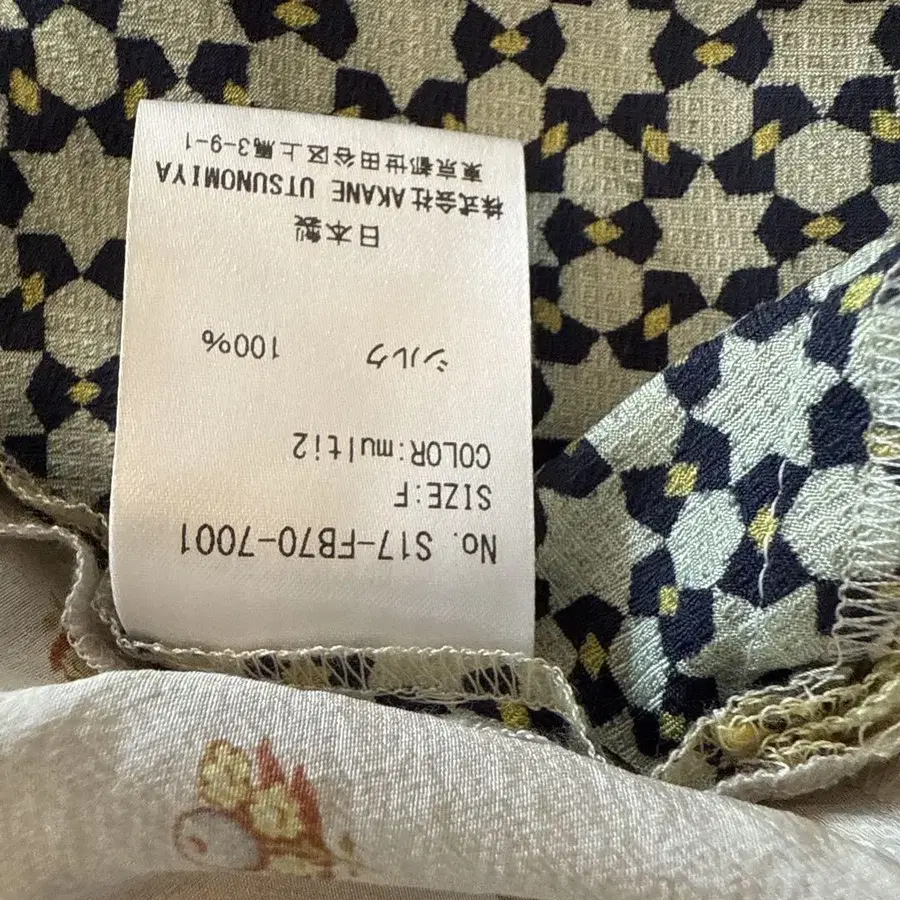 No. S17-FB70-7001
SIZE:F
COLOR:multi2
シルク 100%
日本製
株式会社AKANE UTSUNOMIYA
東京都世田谷区上馬3-9-1